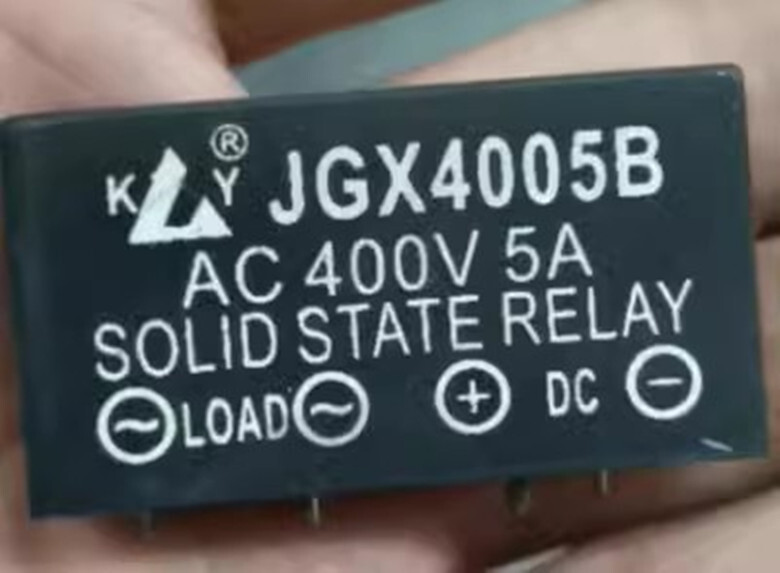 K Y ® JGX4005B
AC 400V 5A
SOLID STATE RELAY
~ LOAD ~ + DC −